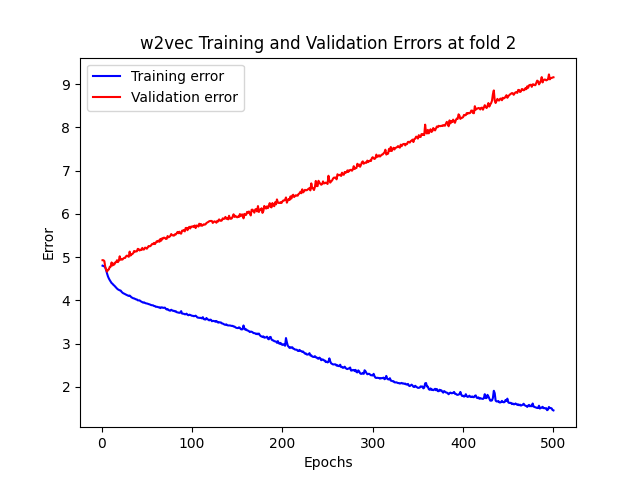 w2vec Training and Validation Errors at fold 2
Training error
Validation error
Error
9
8
7
6
5
4
3
2
0 100 200 300 400 500
Epochs